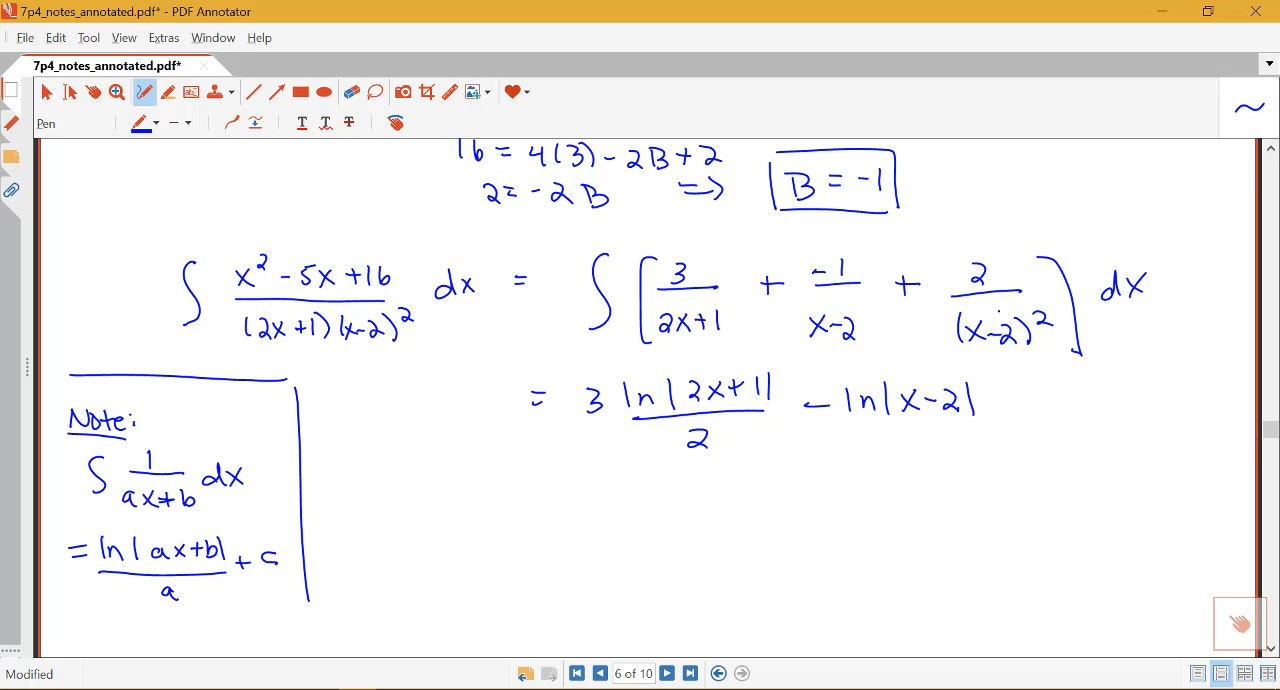 7p4_notes_annotated.pdf* - PDF Annotator
File Edit Tool View Extras Window Help
7p4_notes_annotated.pdf*
Pen
16 = 4(3) - 2B + 2
2 = -2B ⇒ B = -1
∫ (x² - 5x + 16)/((2x+1)(x-2)²) dx = ∫ [3/(2x+1) + -1/(x-2) + 2/(x-2)²] dx
= 3 ln|2x+1|/2 - ln|x-2|
Note:
∫ 1/(ax+b) dx
= ln|ax+b|/a + c
Modified
6 of 10